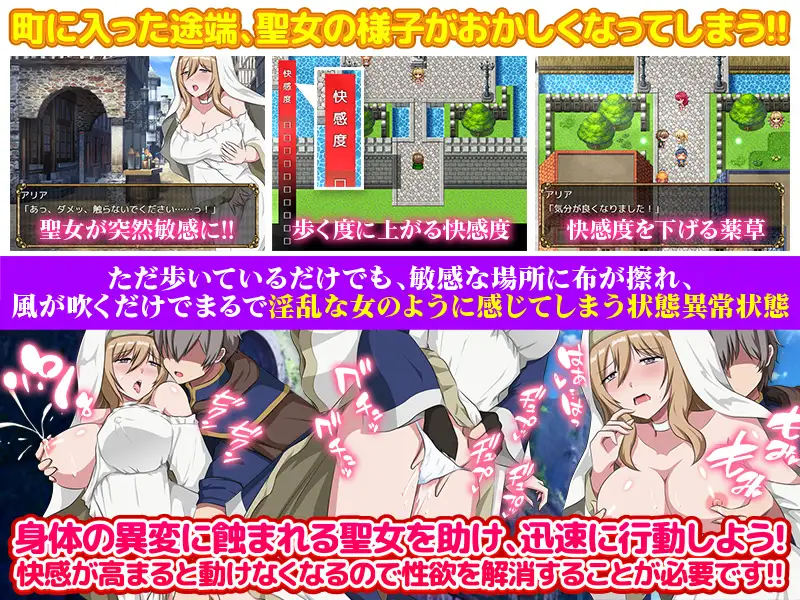 町に入った途端、聖女の様子がおかしくなってしまう!!
アリア
「あっ、ダメッ、触らないでください……っ!」
聖女が突然敏感に!!
快感度
快感度
歩く度に上がる快感度
アリア
「気分が良くなりました!」
快感度を下げる薬草
ただ歩いているだけでも、敏感な場所に布が擦れ、
風が吹くだけでまるで淫乱な女のように感じてしまう状態異常状態
ビクン
ビクン
グチッ
グチュ
ヂュプ
ヂュプ
はぁ…はっ
もみ
もみ
もみ
もみ
身体の異変に蝕まれる聖女を助け、迅速に行動しよう!
快感が高まると動けなくなるので性欲を解消することが必要です!!